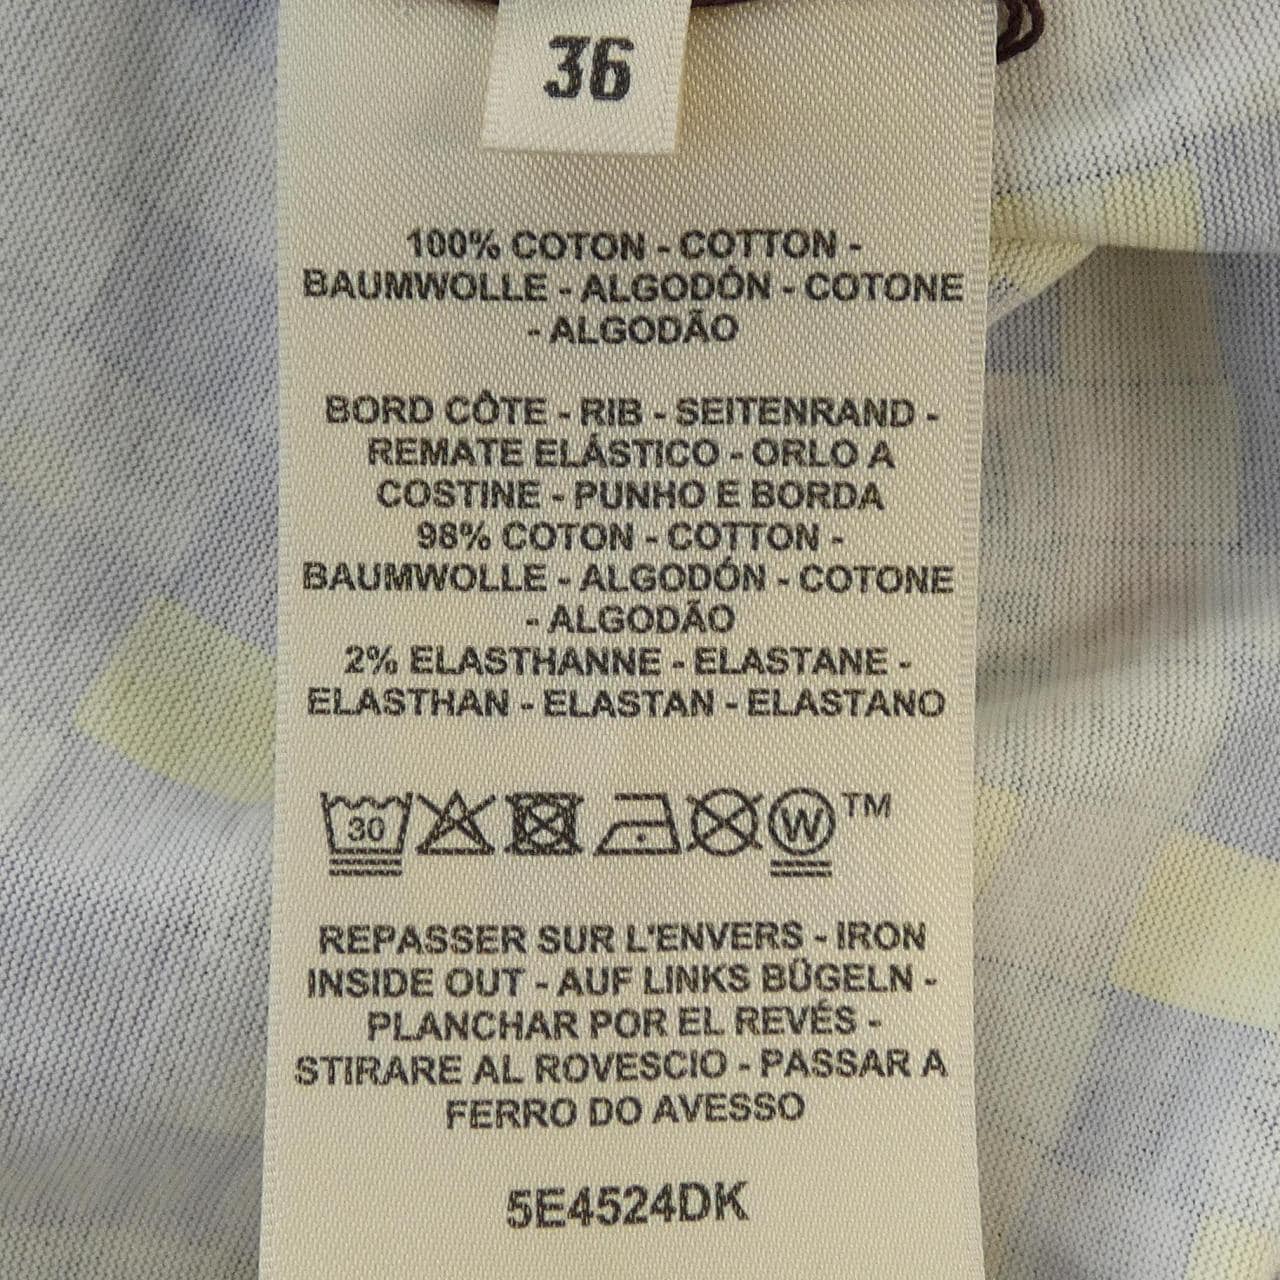 36
100% COTON - COTTON -
BAUMWOLLE - ALGODÓN - COTONE
- ALGODÃO
BORD CÔTE - RIB - SEITENRAND -
REMATE ELÁSTICO - ORLO A
COSTINE - PUNHO E BORDA
98% COTON - COTTON -
BAUMWOLLE - ALGODÓN - COTONE
- ALGODÃO
2% ELASTHANNE - ELASTANE -
ELASTHAN - ELASTAN - ELASTANO
30 W TM
REPASSER SUR L'ENVERS - IRON
INSIDE OUT - AUF LINKS BÜGELN -
PLANCHAR POR EL REVÉS -
STIRARE AL ROVESCIO - PASSAR A
FERRO DO AVESSO
5E4524DK